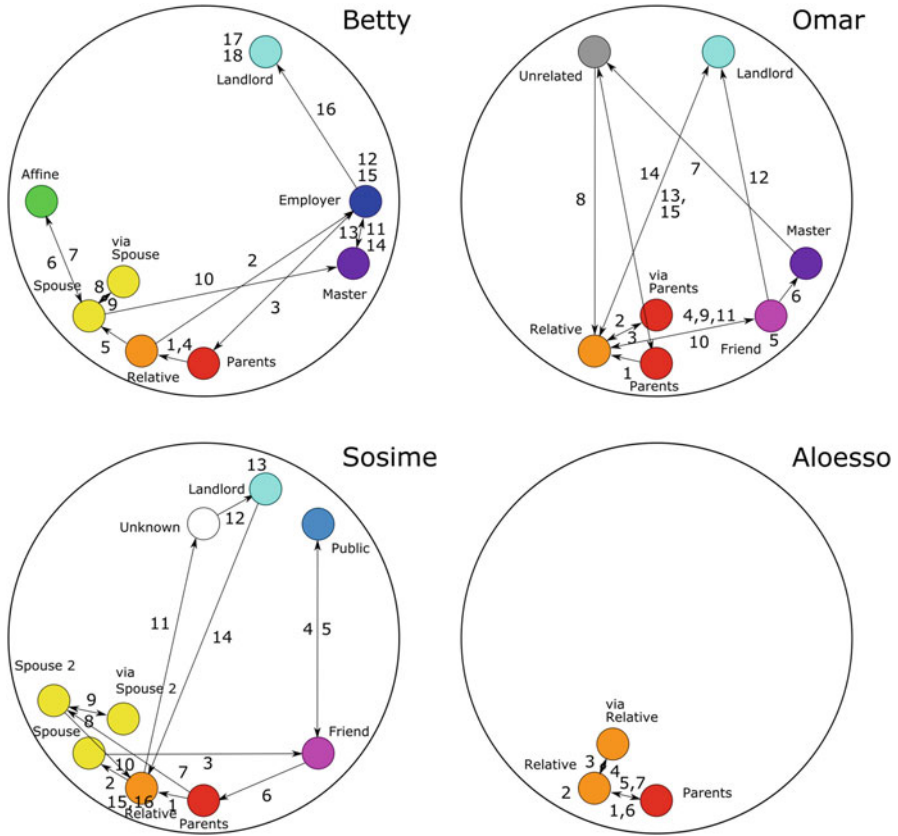 Betty
17
18
Landlord
16
12
15
Employer
13
11
14
Master
Affine
6
7
via
Spouse
8
Spouse
9
10
2
3
5
1,4
Relative
Parents
Omar
Unrelated
Landlord
14
7
13,
15
12
8
Master
6
via
Parents
4,9,11
Relative
2
3
10
Friend
5
1
Parents
Sosime
13
Landlord
12
Unknown
Public
11
14
4
5
Spouse 2
via
Spouse 2
9
8
Spouse
Friend
10
7
3
2
6
15,16
1
Relative
Parents
Aloesso
via
Relative
3
4
Relative
5,7
2
1,6
Parents